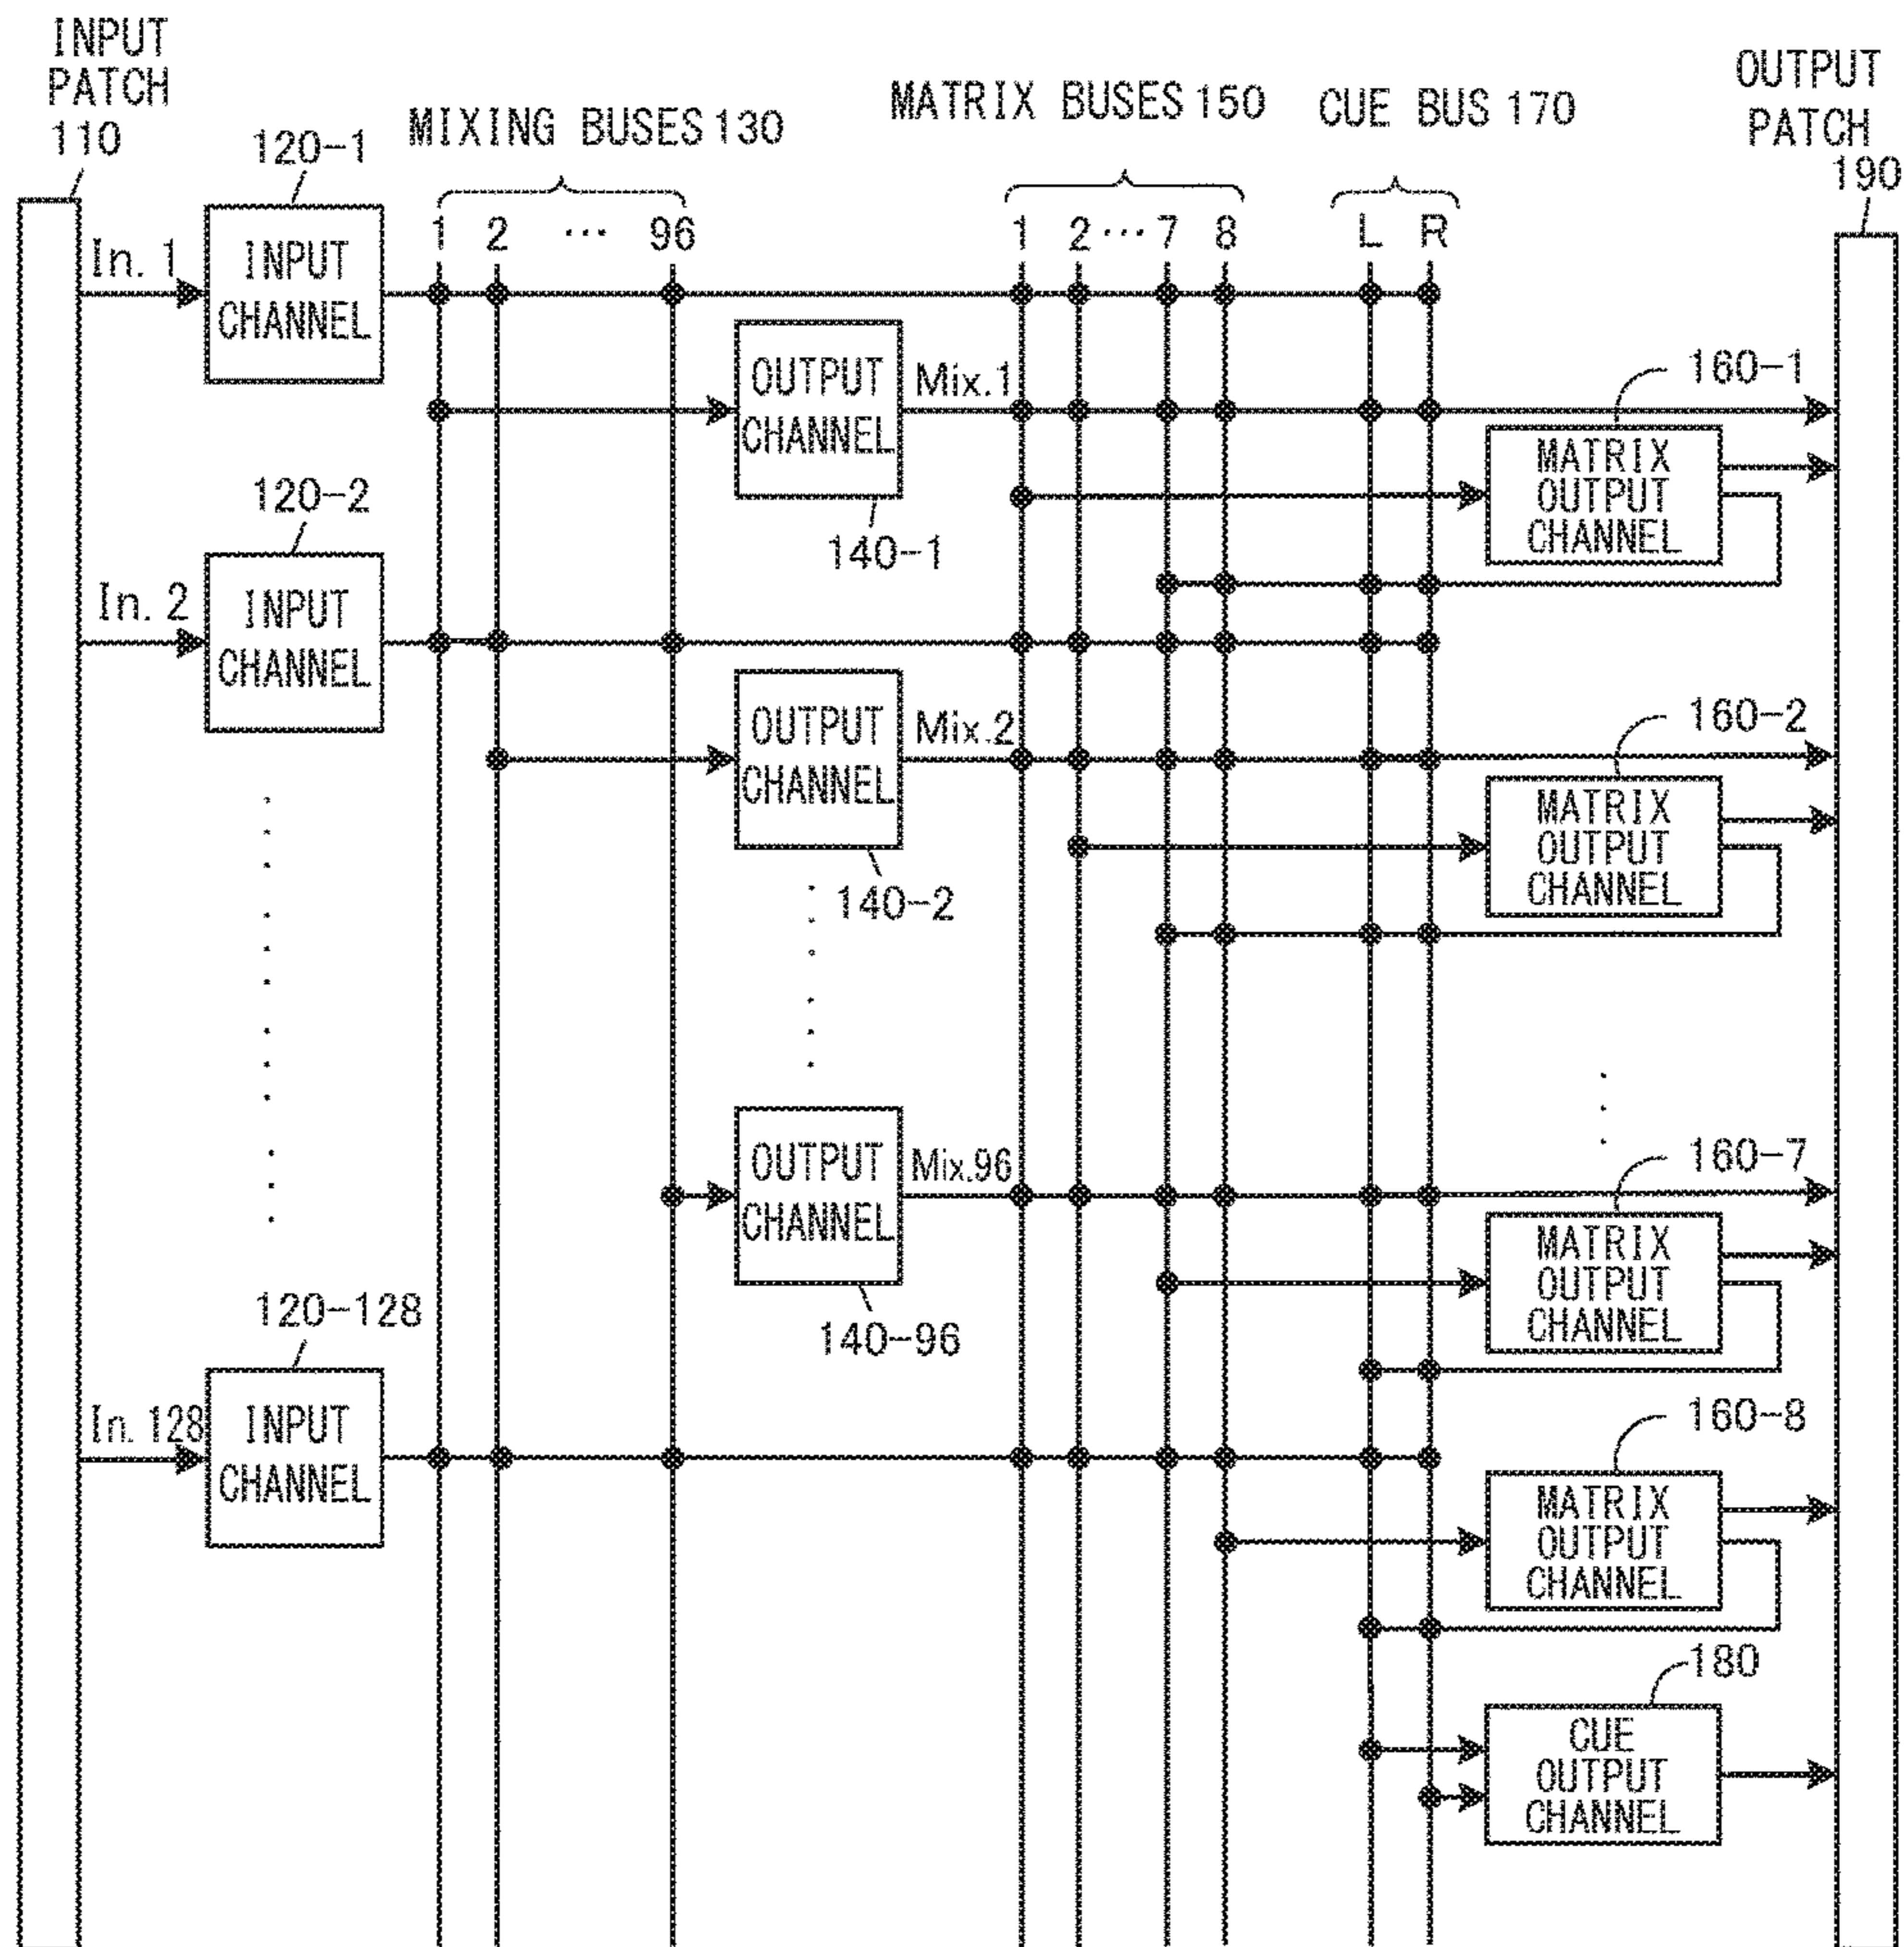 INPUT
PATCH
110
MIXING BUSES 130
MATRIX BUSES 150
CUE BUS 170
OUTPUT
PATCH
190
120-1
1 2 ... 96
1 2 ... 7 8
L R
In. 1
INPUT
CHANNEL
OUTPUT
CHANNEL
Mix.1
140-1
160-1
MATRIX
OUTPUT
CHANNEL
120-2
In. 2
INPUT
CHANNEL
OUTPUT
CHANNEL
Mix.2
140-2
160-2
MATRIX
OUTPUT
CHANNEL
OUTPUT
CHANNEL
Mix.96
140-96
160-7
MATRIX
OUTPUT
CHANNEL
120-128
In. 128
INPUT
CHANNEL
160-8
MATRIX
OUTPUT
CHANNEL
180
CUE
OUTPUT
CHANNEL